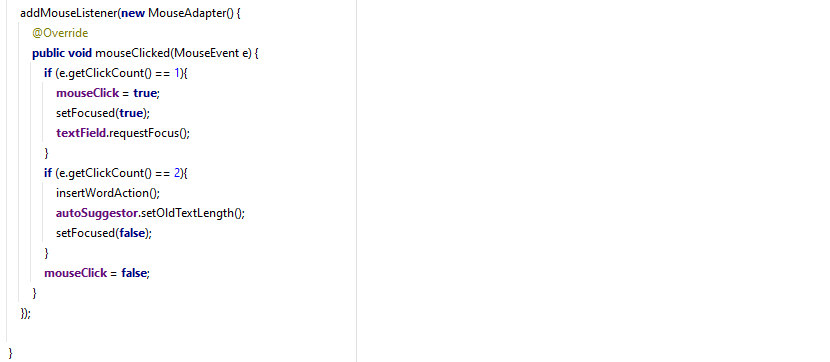 addMouseListener(new MouseAdapter() {
@Override
public void mouseClicked(MouseEvent e) {
if (e.getClickCount() == 1){
mouseClick = true;
setFocused(true);
textField.requestFocus();
}
if (e.getClickCount() == 2){
insertWordAction();
autoSuggestor.setOldTextLength();
setFocused(false);
}
mouseClick = false;
}
});
}